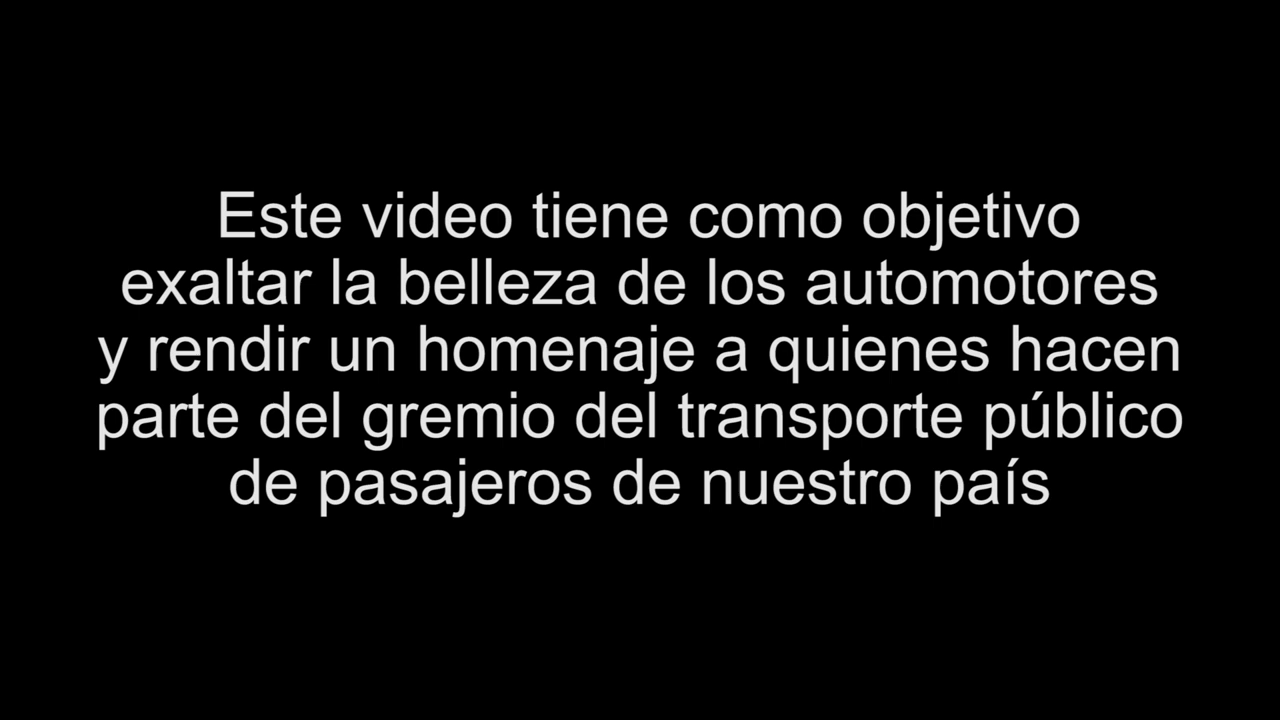 Este video tiene como objetivo
exaltar la belleza de los automotores
y rendir un homenaje a quienes hacen
parte del gremio del transporte público
de pasajeros de nuestro país